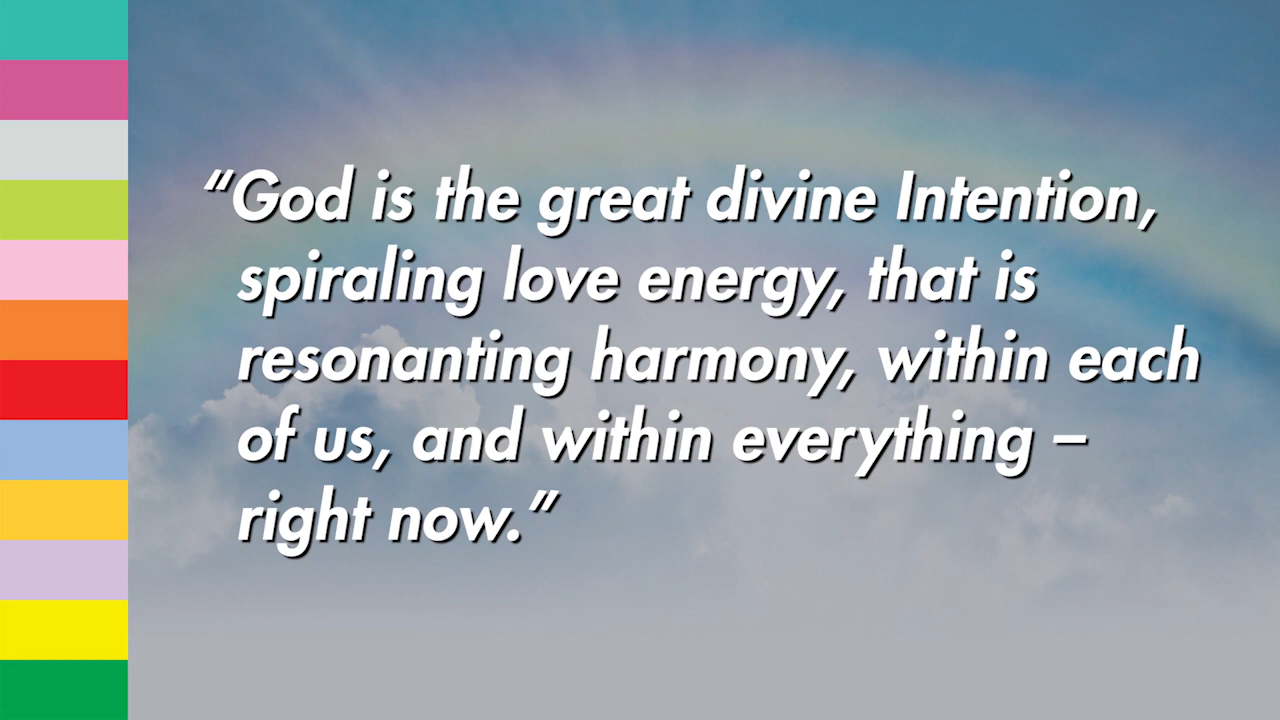 “God is the great divine Intention,
spiraling love energy, that is
resonanting harmony, within each
of us, and within everything –
right now.”